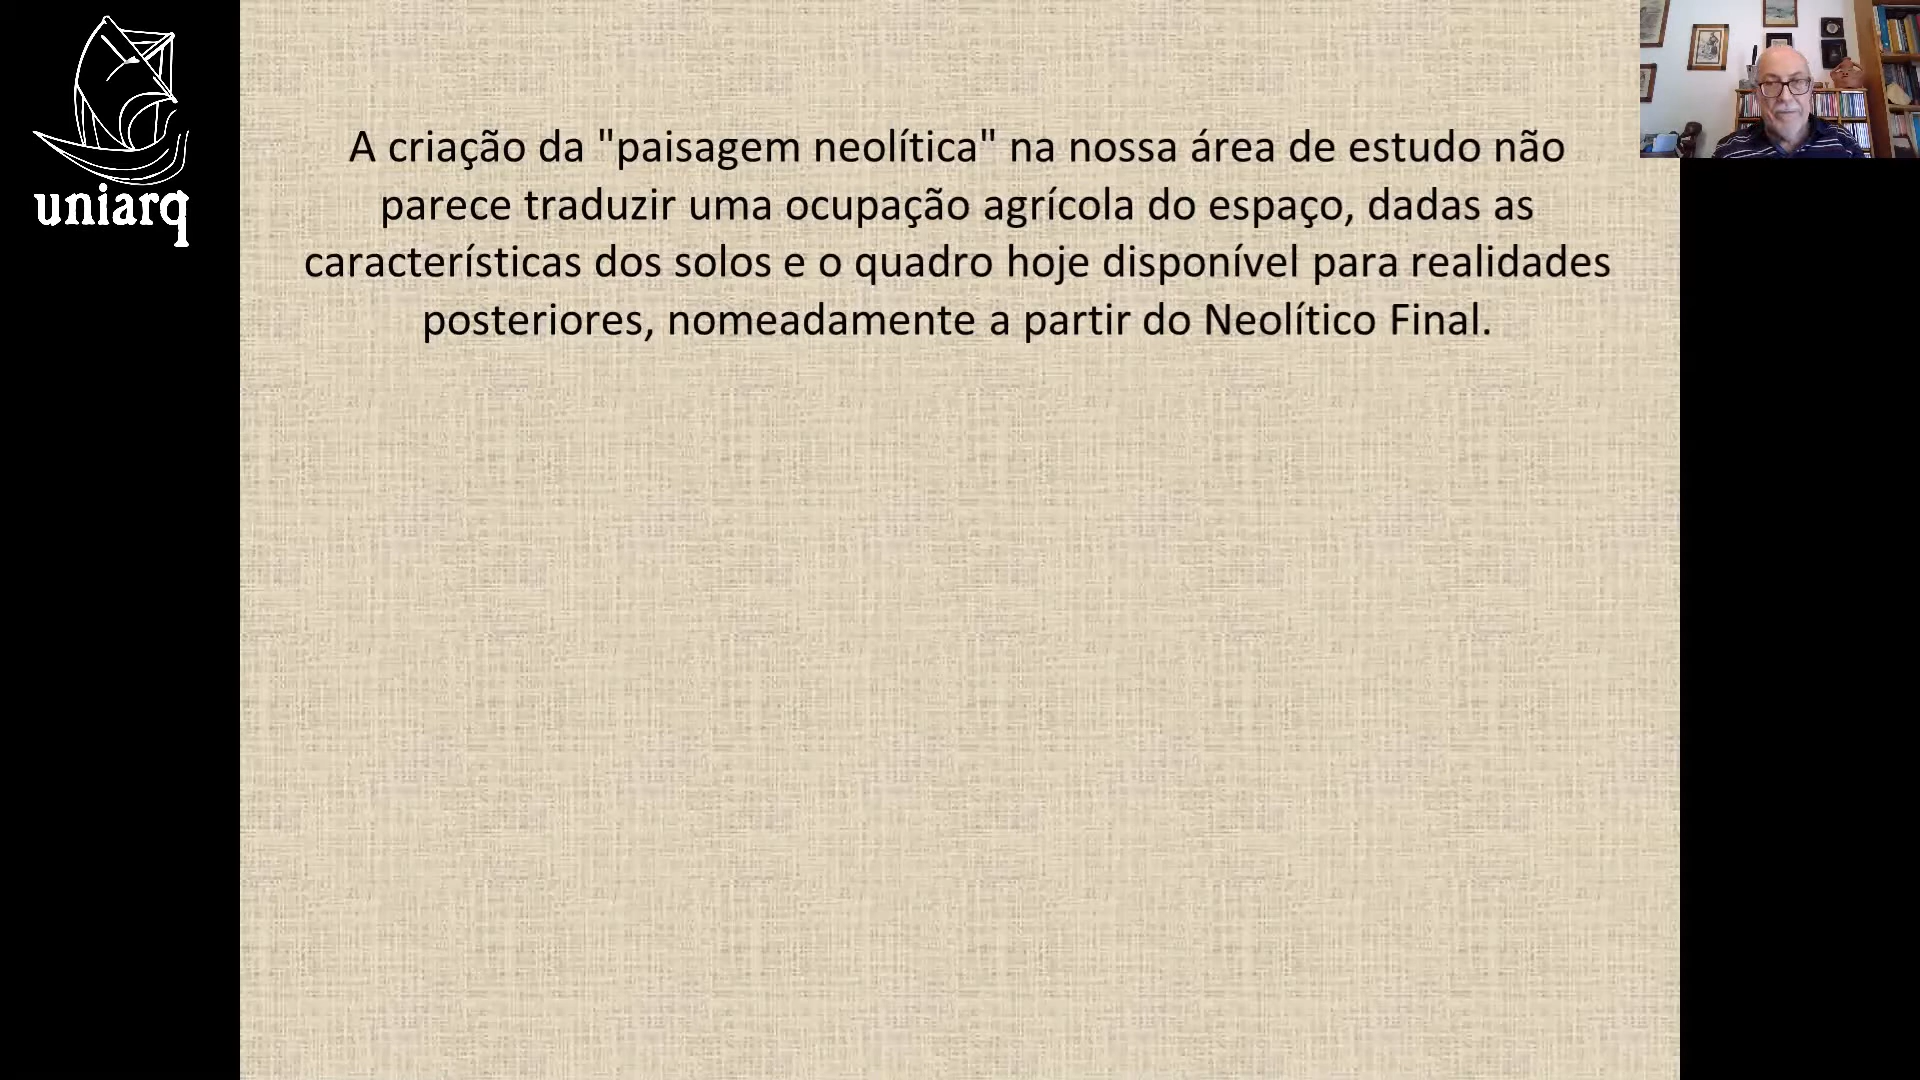 uniarq
A criação da "paisagem neolítica" na nossa área de estudo não
parece traduzir uma ocupação agrícola do espaço, dadas as
características dos solos e o quadro hoje disponível para realidades
posteriores, nomeadamente a partir do Neolítico Final.